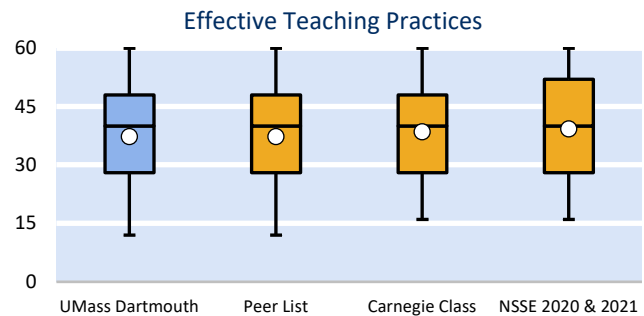 Effective Teaching Practices
60
45
30
15
0
UMass Dartmouth
Peer List
Carnegie Class
NSSE 2020 & 2021